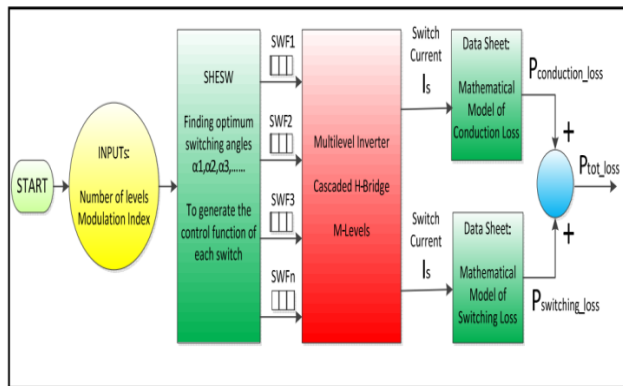 START
INPUTs:
Number of levels
Modulation Index
SHESW
Finding optimum
switching angles
α1,α2,α3,......
To generate the
control function of
each switch
SWF1
SWF2
SWF3
SWFn
Multilevel Inverter
Cascaded H-Bridge
M-Levels
Switch
Current
Is
Switch
Current
Is
Data Sheet:
Mathematical
Model of
Conduction Loss
Data Sheet:
Mathematical
Model of
Switching Loss
Pconduction_loss
+
Ptot_loss
+
Pswitching_loss